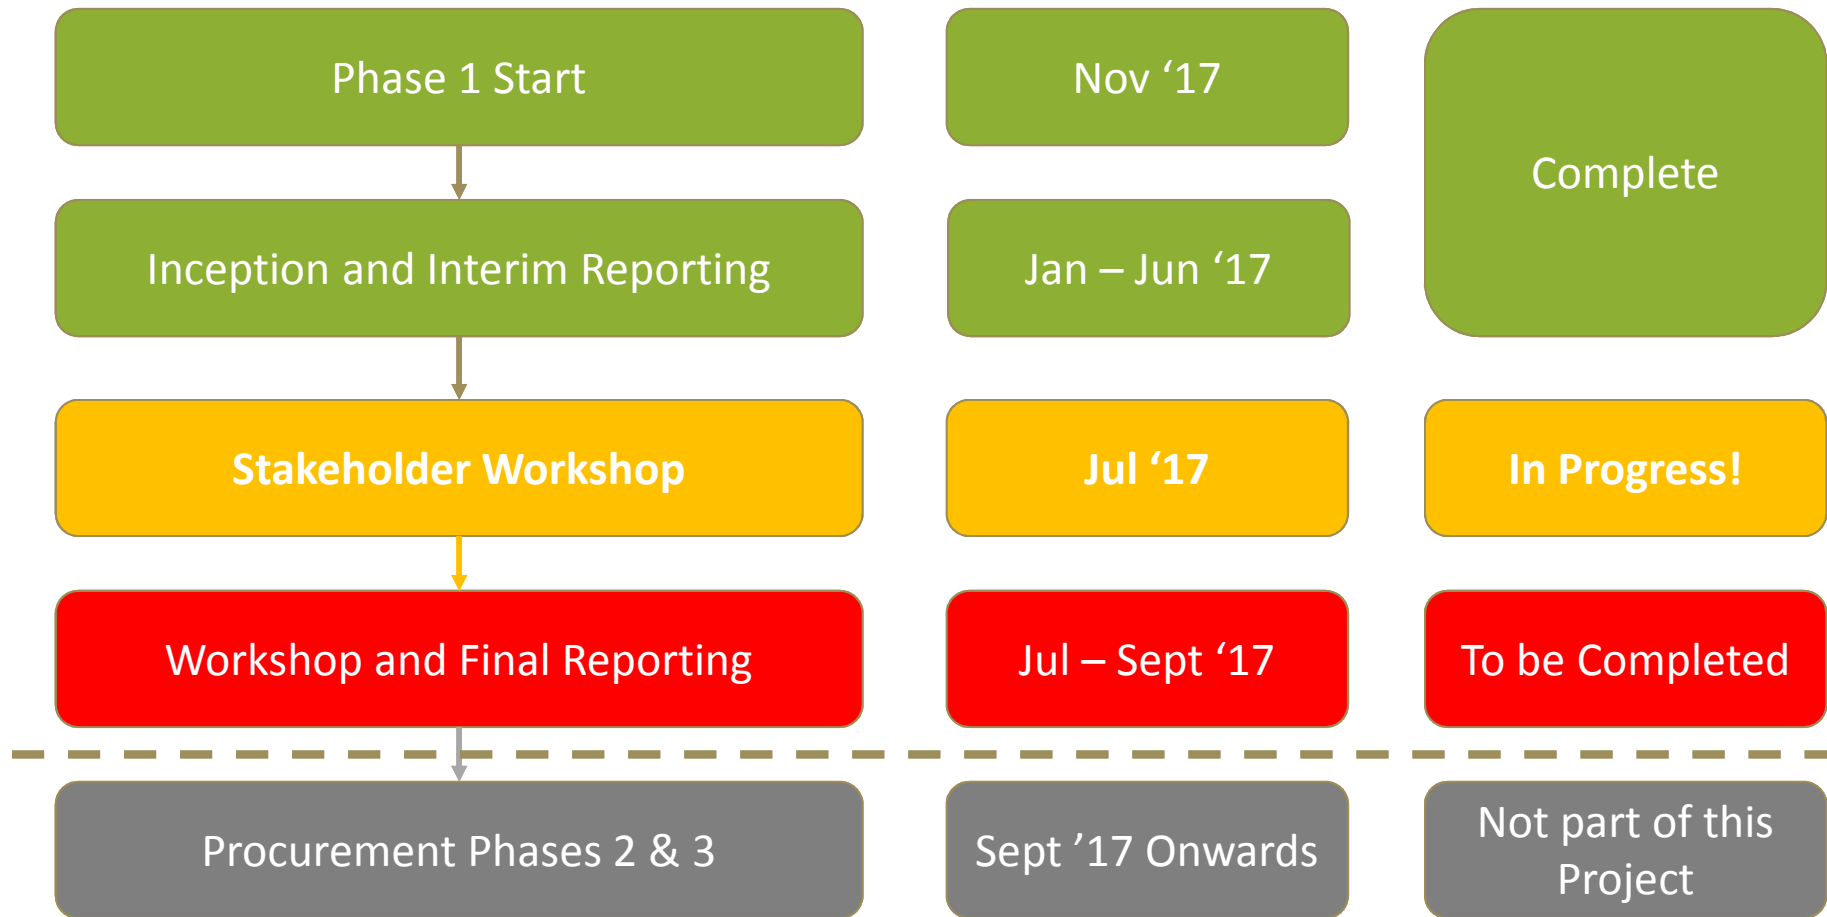 Phase 1 Start
Nov ‘17
Complete
Inception and Interim Reporting
Jan – Jun ‘17
Stakeholder Workshop
Jul ‘17
In Progress!
Workshop and Final Reporting
Jul – Sept ‘17
To be Completed
Procurement Phases 2 & 3
Sept ’17 Onwards
Not part of this
Project